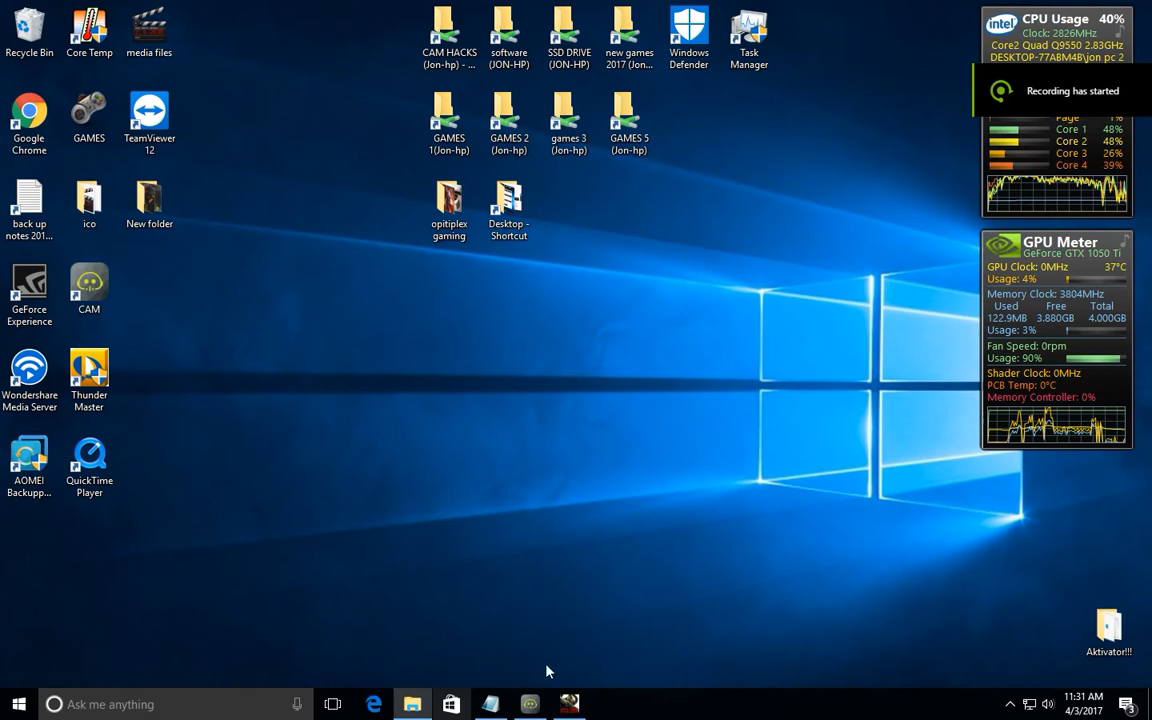 Recycle Bin
Core Temp
media files
Google
Chrome
GAMES
TeamViewer
12
back up
notes 201...
ico
New folder
GeForce
Experience
CAM
Wondershare
Media Server
Thunder
Master
AOMEI
Backupp...
QuickTime
Player
CAM HACKS
(Jon-hp) - ...
software
(JON-HP)
SSD DRIVE
(JON-HP)
new games
2017 (Jon...
Windows
Defender
Task
Manager
GAMES
1(Jon-hp)
GAMES 2
(Jon-hp)
games 3
(Jon-hp)
GAMES 5
(Jon-hp)
opitiplex
gaming
Desktop -
Shortcut
intel
CPU Usage 40%
Clock: 2826MHz
Core2 Quad Q9550 2.83GHz
DESKTOP-77ABM4B\jon pc 2
Recording has started
Page 1%
Core 1 48%
Core 2 48%
Core 3 26%
Core 4 39%
GPU Meter
GeForce GTX 1050 Ti
GPU Clock: 0MHz 37°C
Usage: 4%
Memory Clock: 3804MHz
Used Free Total
122.9MB 3.880GB 4.000GB
Usage: 3%
Fan Speed: 0rpm
Usage: 90%
Shader Clock: 0MHz
PCB Temp: 0°C
Memory Controller: 0%
Aktivator!!!
Ask me anything
11:31 AM
4/3/2017
3